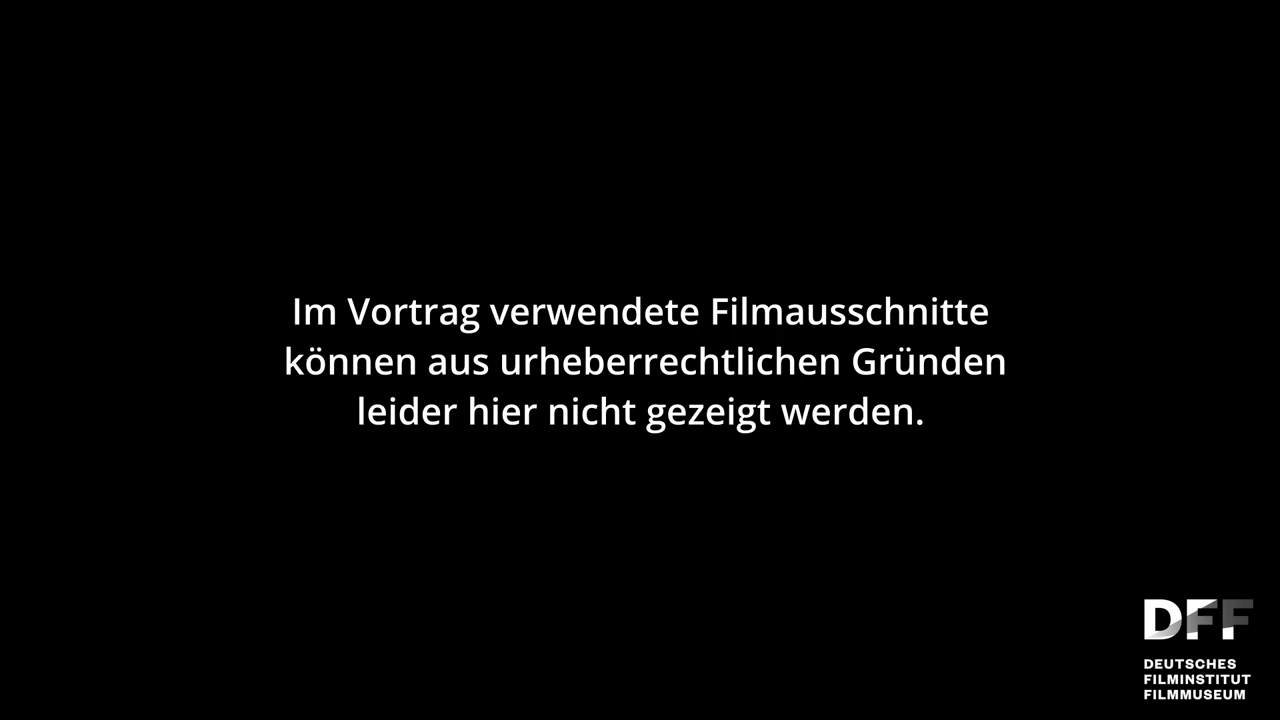 Im Vortrag verwendete Filmausschnitte
können aus urheberrechtlichen Gründen
leider hier nicht gezeigt werden.
DFF
DEUTSCHES
FILMINSTITUT
FILMMUSEUM